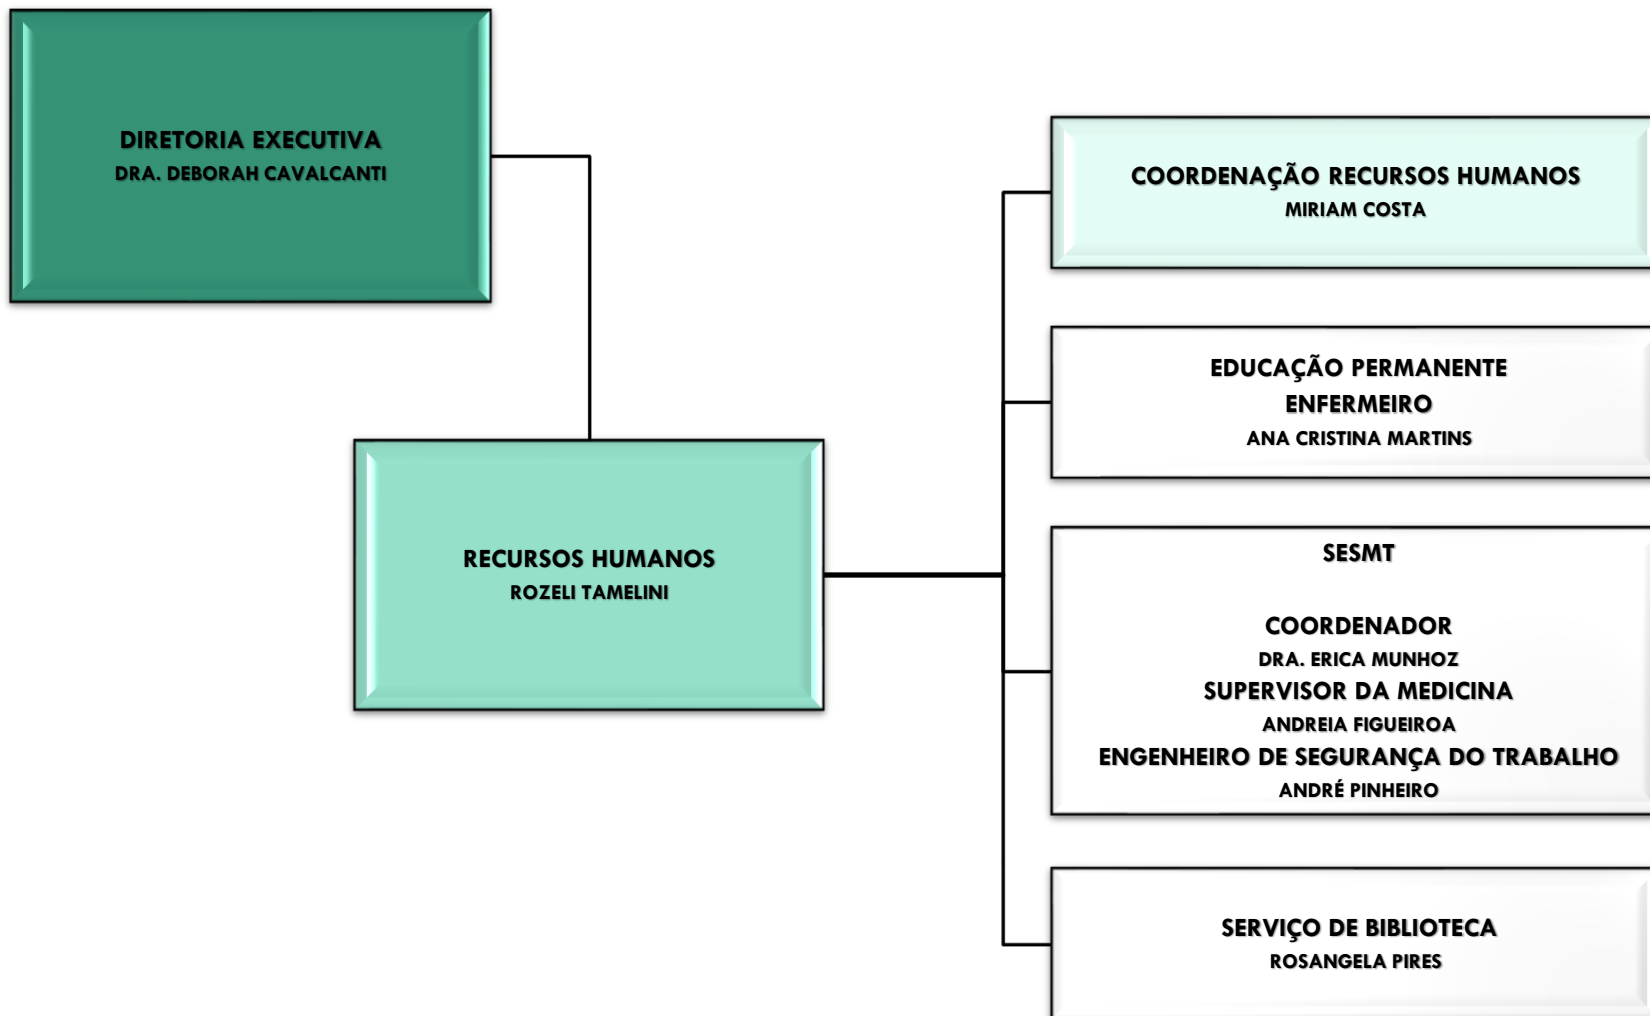 DIRETORIA EXECUTIVA
DRA. DEBORAH CAVALCANTI
RECURSOS HUMANOS
ROZELI TAMELINI
COORDENAÇÃO RECURSOS HUMANOS
MIRIAM COSTA
EDUCAÇÃO PERMANENTE
ENFERMEIRO
ANA CRISTINA MARTINS
SESMT
COORDENADOR
DRA. ERICA MUNHOZ
SUPERVISOR DA MEDICINA
ANDREIA FIGUEIROA
ENGENHEIRO DE SEGURANÇA DO TRABALHO
ANDRÉ PINHEIRO
SERVIÇO DE BIBLIOTECA
ROSANGELA PIRES